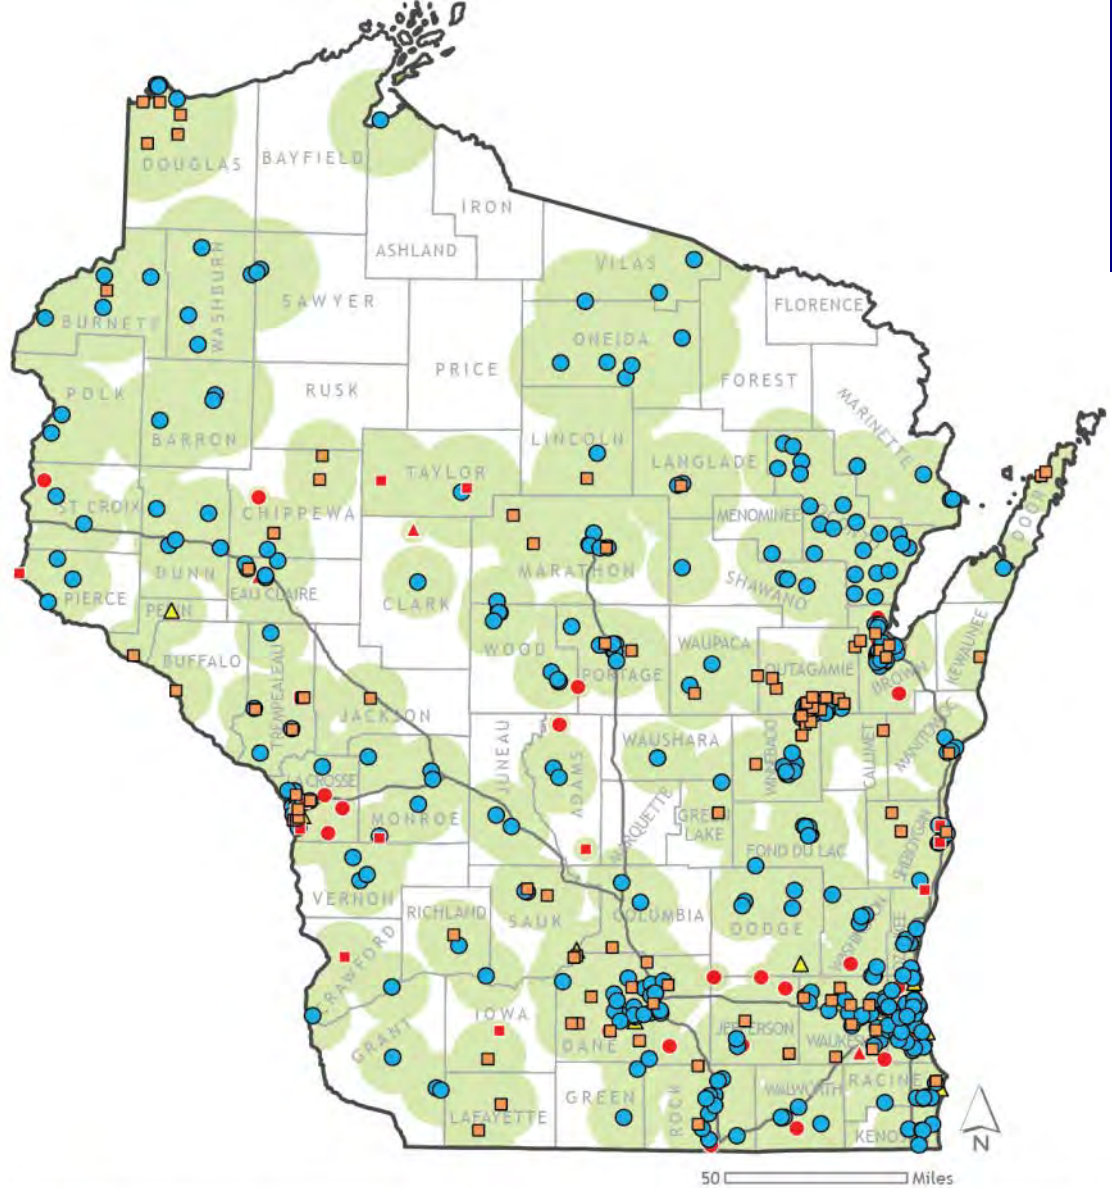 DOUGLAS
BAYFIELD
IRON
ASHLAND
VILAS
WASHBURN
SAWYER
FLORENCE
BURNETT
ONEIDA
PRICE
FOREST
POLK
RUSK
BARRON
MARINETTE
LINCOLN
LANGLADE
TAYLOR
DOOR
ST CROIX
CHIPPEWA
MENOMINEE
MARATHON
DUNN
SHAWANO
PIERCE
EAU CLAIRE
CLARK
PEPIN
WOOD
WAUPACA
KEWAUNEE
BUFFALO
PORTAGE
OUTAGAMIE
BROWN
TREMPEALEAU
JACKSON
JUNEAU
WAUSHARA
WINNEBAGO
CALUMET
MANITOWOC
ADAMS
LA CROSSE
MONROE
MARQUETTE
GREEN
LAKE
FOND DU LAC
SHEBOYGAN
VERNON
RICHLAND
SAUK
COLUMBIA
DODGE
WASHINGTON
CRAWFORD
IOWA
GRANT
DANE
JEFFERSON
WAUKES
GREEN
ROCK
WALWORTH
RACINE
LAFAYETTE
KENOS
N
50 Miles